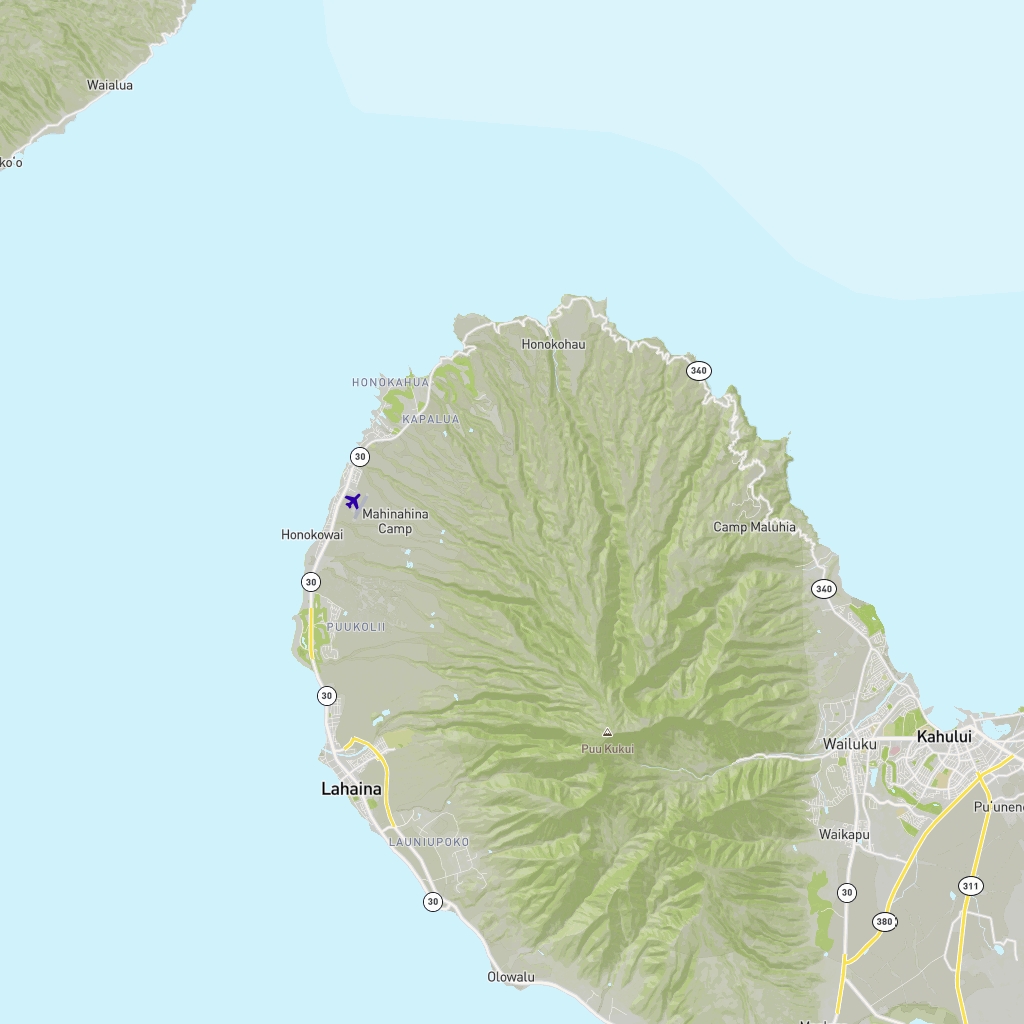 Waialua
ko'o
Honokohau
340
HONOKAHUA
KAPALUA
30
Mahinahina
Camp
Honokowai
Camp Maluhia
30
340
PUUKOLII
30
Puu Kukui
Wailuku
Kahului
Lahaina
Pu'unene
Waikapu
LAUNIUPOKO
311
30
30
380
Olowalu